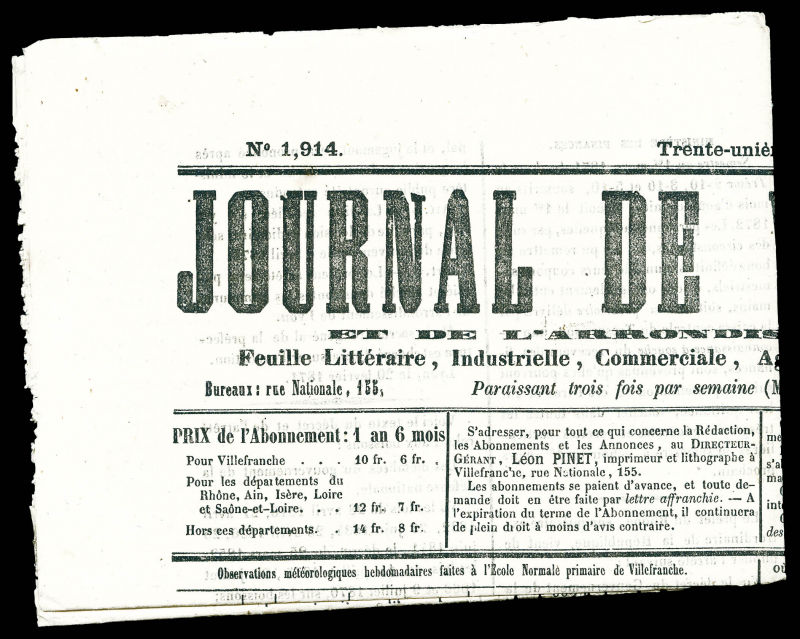 N° 1,914. Trente-uniè
JOURNAL DE
ET DE L'ARRONDIS
Feuille Littéraire, Industrielle, Commerciale, Ag
Bureaux: rue Nationale, 155, Paraissant trois fois par semaine (M
PRIX de l'Abonnement: 1 an 6 mois
Pour Villefranche . . 10 fr. 6 fr.
Pour les départements du
Rhône, Ain, Isère, Loire
et Saône-et-Loire. . . 12 fr. 7 fr.
Hors ces départements. . 14 fr. 8 fr.
S'adresser, pour tout ce qui concerne la Rédaction,
les Abonnements et les Annonces, au DIRECTEUR-
GÉRANT, Léon PINET, imprimeur et lithographe à
Villefranche, rue Nationale, 155.
Les abonnements se paient d'avance, et toute de-
mande doit en être faite par lettre affranchie. — A
l'expiration du terme de l'Abonnement, il continuera
de plein droit à moins d'avis contraire.
Observations météorologiques hebdomadaires faites à l'École Normale primaire de Villefranche.